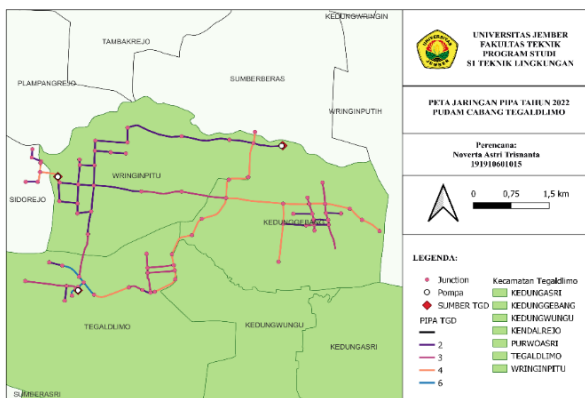 KEDUNGWRINGIN
TAMBAKREJO
SUMBERBERAS
PLAMPANGREJO
WRINGINPUTIH
WRINGINPITU
SIDOREJO
KEDUNGGEBANG
TEGALDLIMO
KEDUNGWUNGU
KEDUNGASRI
SUMBERASRI
UNIVERSITAS JEMBER
FAKULTAS TEKNIK
PROGRAM STUDI
S1 TEKNIK LINGKUNGAN
PETA JARINGAN PIPA TAHUN 2022
PUDAM CABANG TEGALDLIMO
Perencana:
Noverta Astri Trisnanta
191910601015
0 0,75 1,5 km
LEGENDA:
Junction
Pompa
SUMBER TGD
PIPA TGD
2
3
4
6
Kecamatan Tegaldlimo
KEDUNGASRI
KEDUNGGEBANG
KEDUNGWUNGU
KENDALREJO
PURWOASRI
TEGALDLIMO
WRINGINPITU